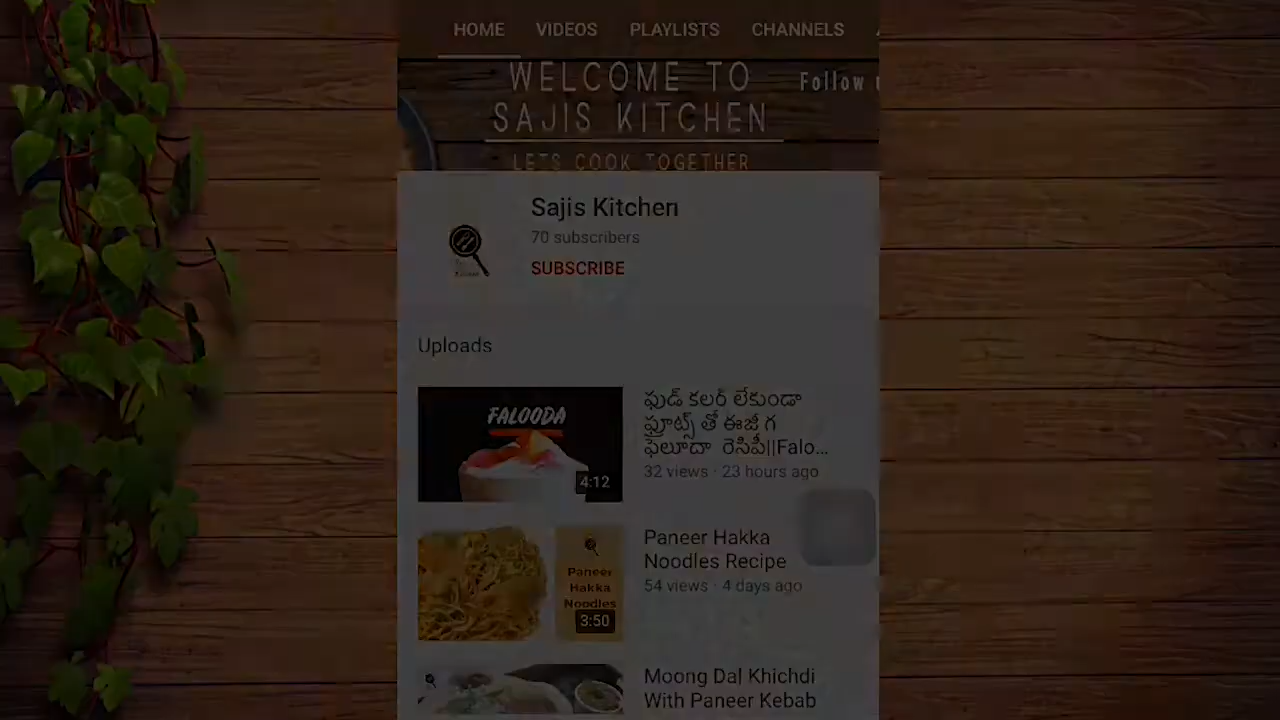 HOME VIDEOS PLAYLISTS CHANNELS
WELCOME TO
SAJIS KITCHEN
LETS COOK TOGETHER
Follow
Sajis Kitchen
70 subscribers
SUBSCRIBE
Uploads
FALOODA
4:12
ఫుడ్ కలర్ లేకుండా
ఫ్రూట్స్ తో ఈజీ గ
ఫెలూదా రెసిపీ||Falo...
32 views · 23 hours ago
Paneer
Hakka
Noodles
3:50
Paneer Hakka
Noodles Recipe
54 views · 4 days ago
Moong Dal Khichdi
With Paneer Kebab